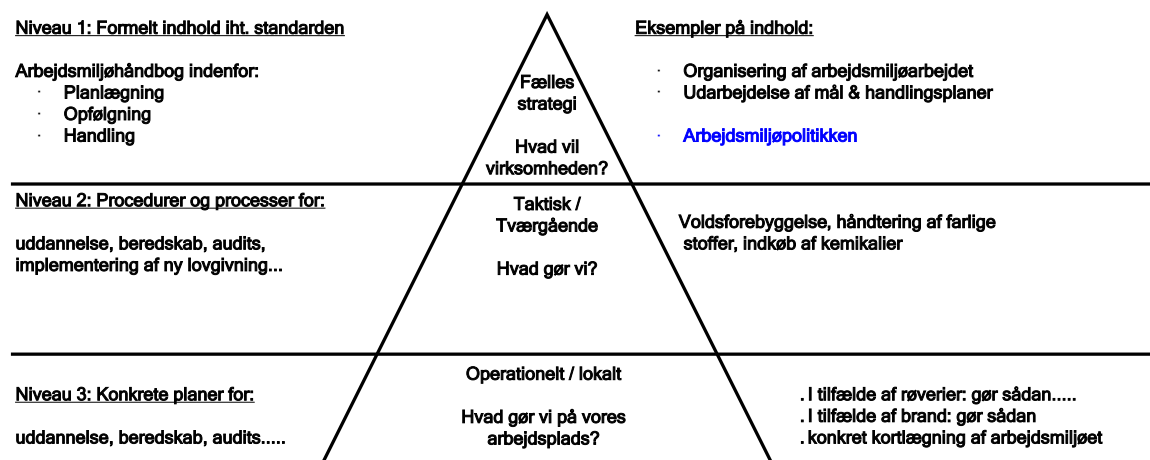 Niveau 1: Formelt indhold iht. standarden
Arbejdsmiljøhåndbog indenfor:
· Planlægning
· Opfølgning
· Handling
Fælles
strategi
Hvad vil
virksomheden?
Eksempler på indhold:
· Organisering af arbejdsmiljøarbejdet
· Udarbejdelse af mål & handlingsplaner
· Arbejdsmiljøpolitikken
Niveau 2: Procedurer og processer for:
uddannelse, beredskab, audits,
implementering af ny lovgivning...
Taktisk /
Tværgående
Hvad gør vi?
Voldsforebyggelse, håndtering af farlige
stoffer, indkøb af kemikalier
Niveau 3: Konkrete planer for:
uddannelse, beredskab, audits.....
Operationelt / lokalt
Hvad gør vi på vores
arbejdsplads?
. I tilfælde af røverier: gør sådan.....
. I tilfælde af brand: gør sådan
. konkret kortlægning af arbejdsmiljøet